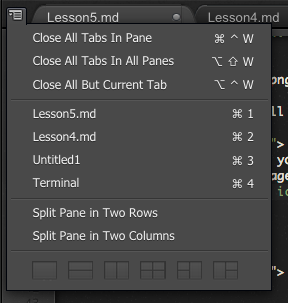 Lesson5.md Lesson4.md
Close All Tabs In Pane ⌘ ^ W
Close All Tabs In All Panes ⌥ ⇧ W
Close All But Current Tab ⌥ ^ W
Lesson5.md ⌘ 1
Lesson4.md ⌘ 2
Untitled1 ⌘ 3
Terminal ⌘ 4
Split Pane in Two Rows
Split Pane in Two Columns